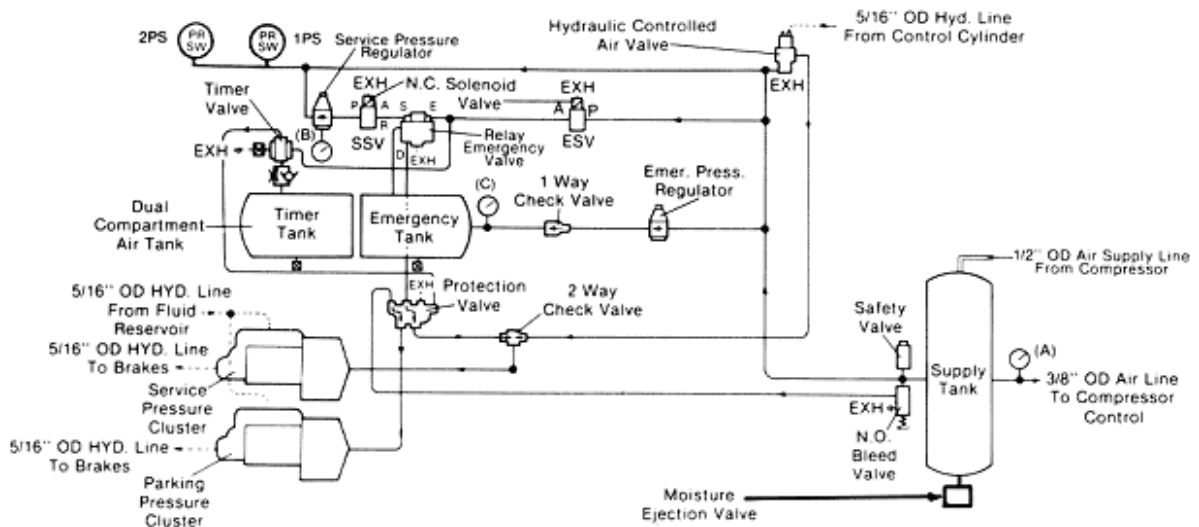 2PS
PR
SW
PR
SW
1PS
Service Pressure
Regulator
Hydraulic Controlled
Air Valve
5/16" OD Hyd. Line
From Control Cylinder
EXH
Timer
Valve
EXH
N.C. Solenoid
Valve
EXH
P
A
S
E
A
P
R
(B)
SSV
Relay
Emergency
Valve
ESV
EXH
D
EXH
(C)
1 Way
Check Valve
Emer. Press.
Regulator
Dual
Compartment
Air Tank
Timer
Tank
Emergency
Tank
1/2" OD Air Supply Line
From Compressor
5/16" OD HYD. Line
From Fluid
Reservoir
EXH
Protection
Valve
2 Way
Check Valve
Safety
Valve
(A)
5/16" OD HYD. Line
To Brakes
Supply
Tank
3/8" OD Air Line
To Compressor
Control
Service
Pressure
Cluster
EXH
N.O.
Bleed
Valve
5/16" OD HYD. Line
To Brakes
Parking
Pressure
Cluster
Moisture
Ejection Valve